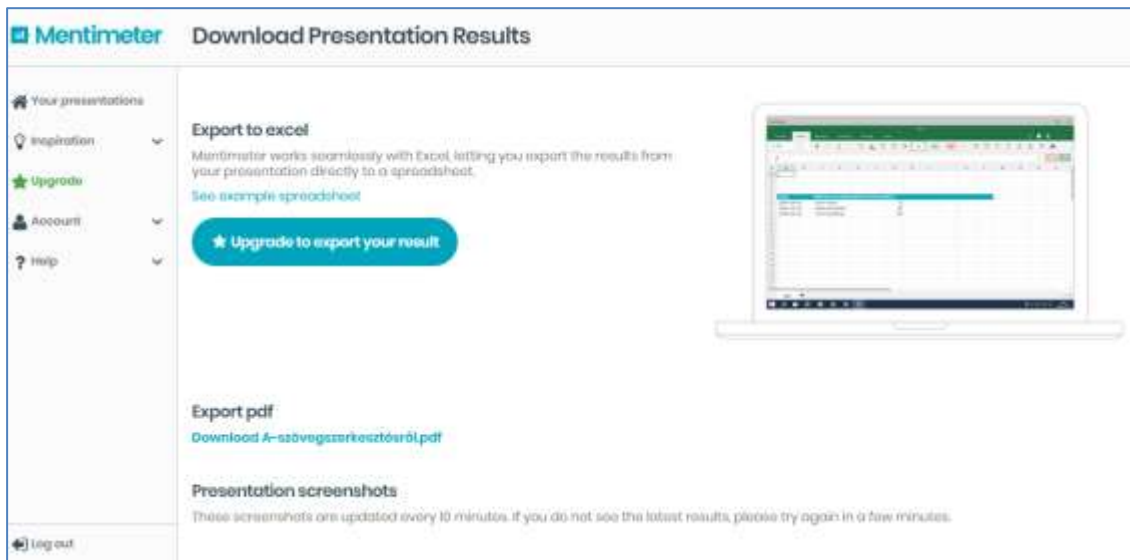 Mentimeter
Download Presentation Results
Your presentations
Inspiration
Upgrade
Account
? Help
Log out
Export to excel
Mentimeter works seamlessly with Excel, letting you export the results from
your presentation directly to a spreadsheet.
See example spreadsheet
Upgrade to export your result
Export pdf
Download A-szövegszerkesztésről.pdf
Presentation screenshots
These screenshots are updated every 10 minutes. If you do not see the latest results, please try again in a few minutes.